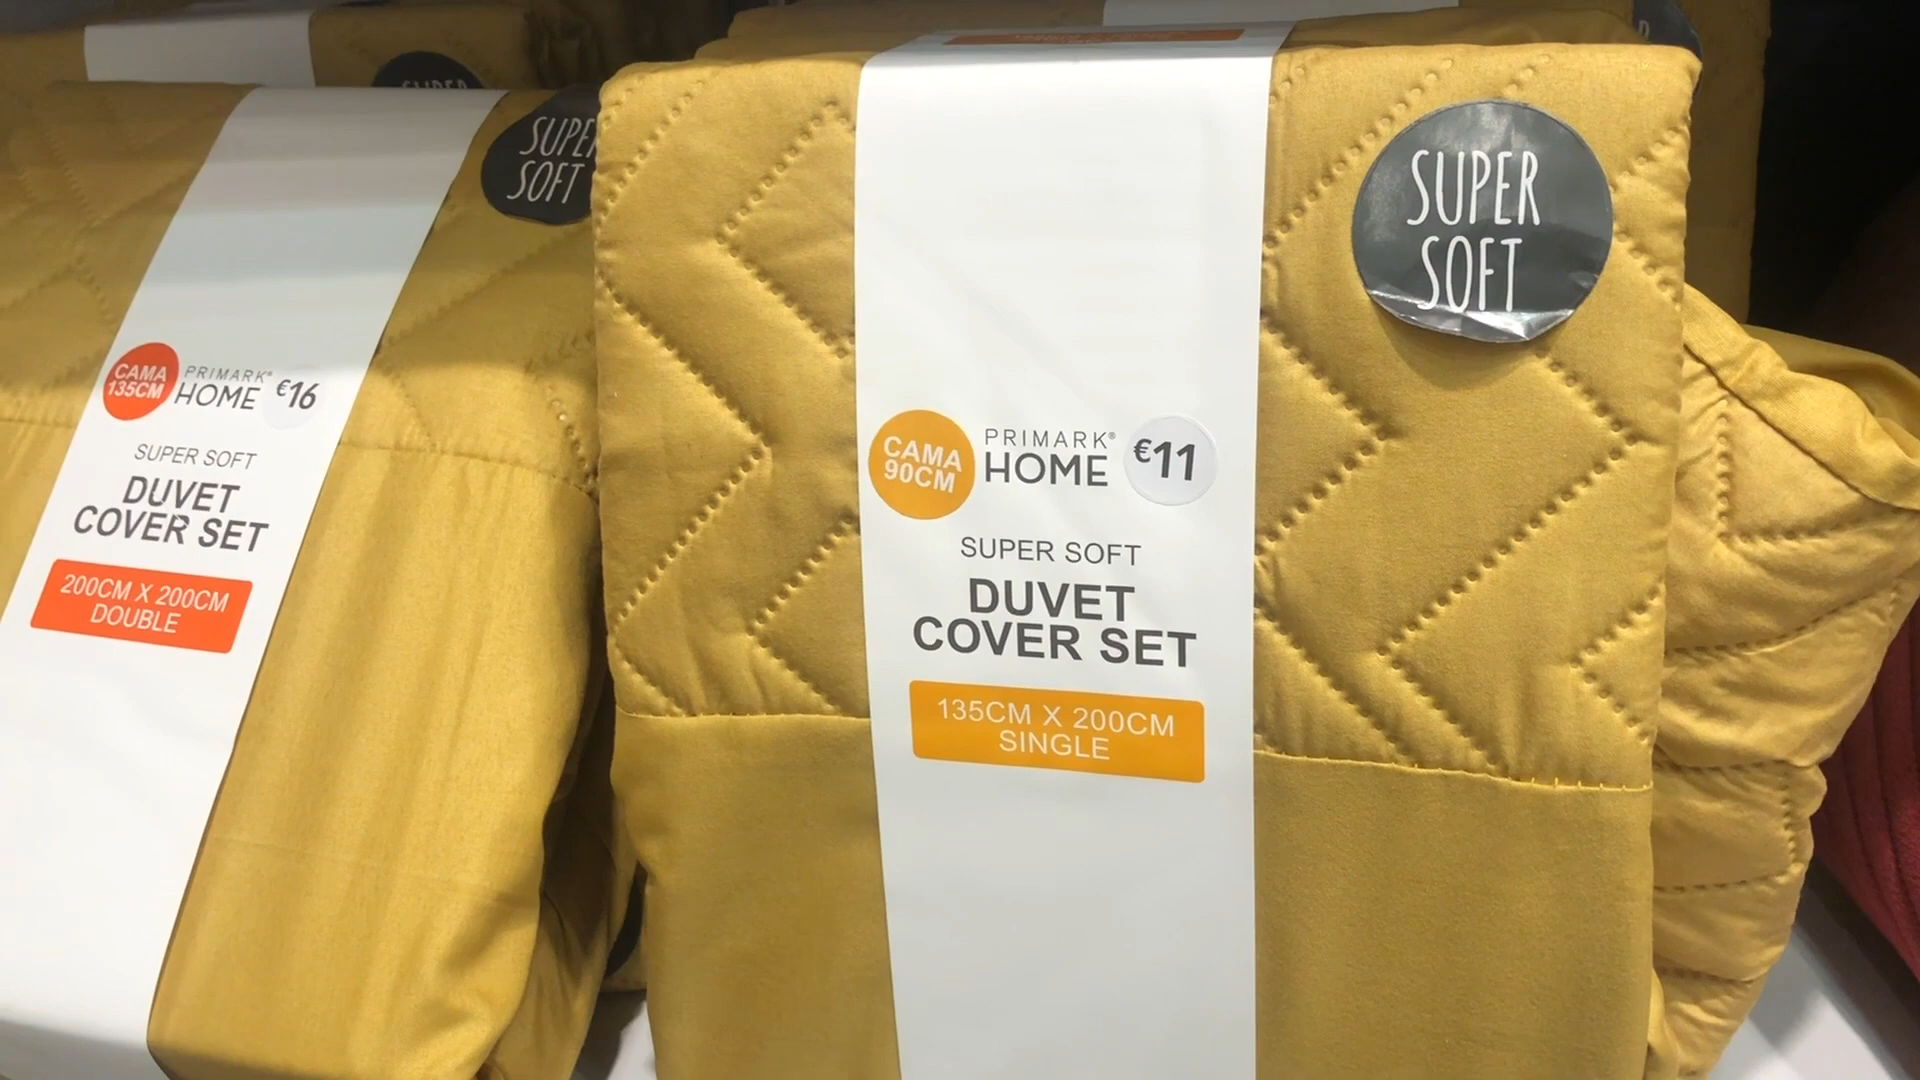 SUPER
SOFT
CAMA
135CM
PRIMARK®
HOME
€16
SUPER SOFT
DUVET
COVER SET
200CM X 200CM
DOUBLE
SUPER
SOFT
CAMA
90CM
PRIMARK®
HOME
€11
SUPER SOFT
DUVET
COVER SET
135CM X 200CM
SINGLE